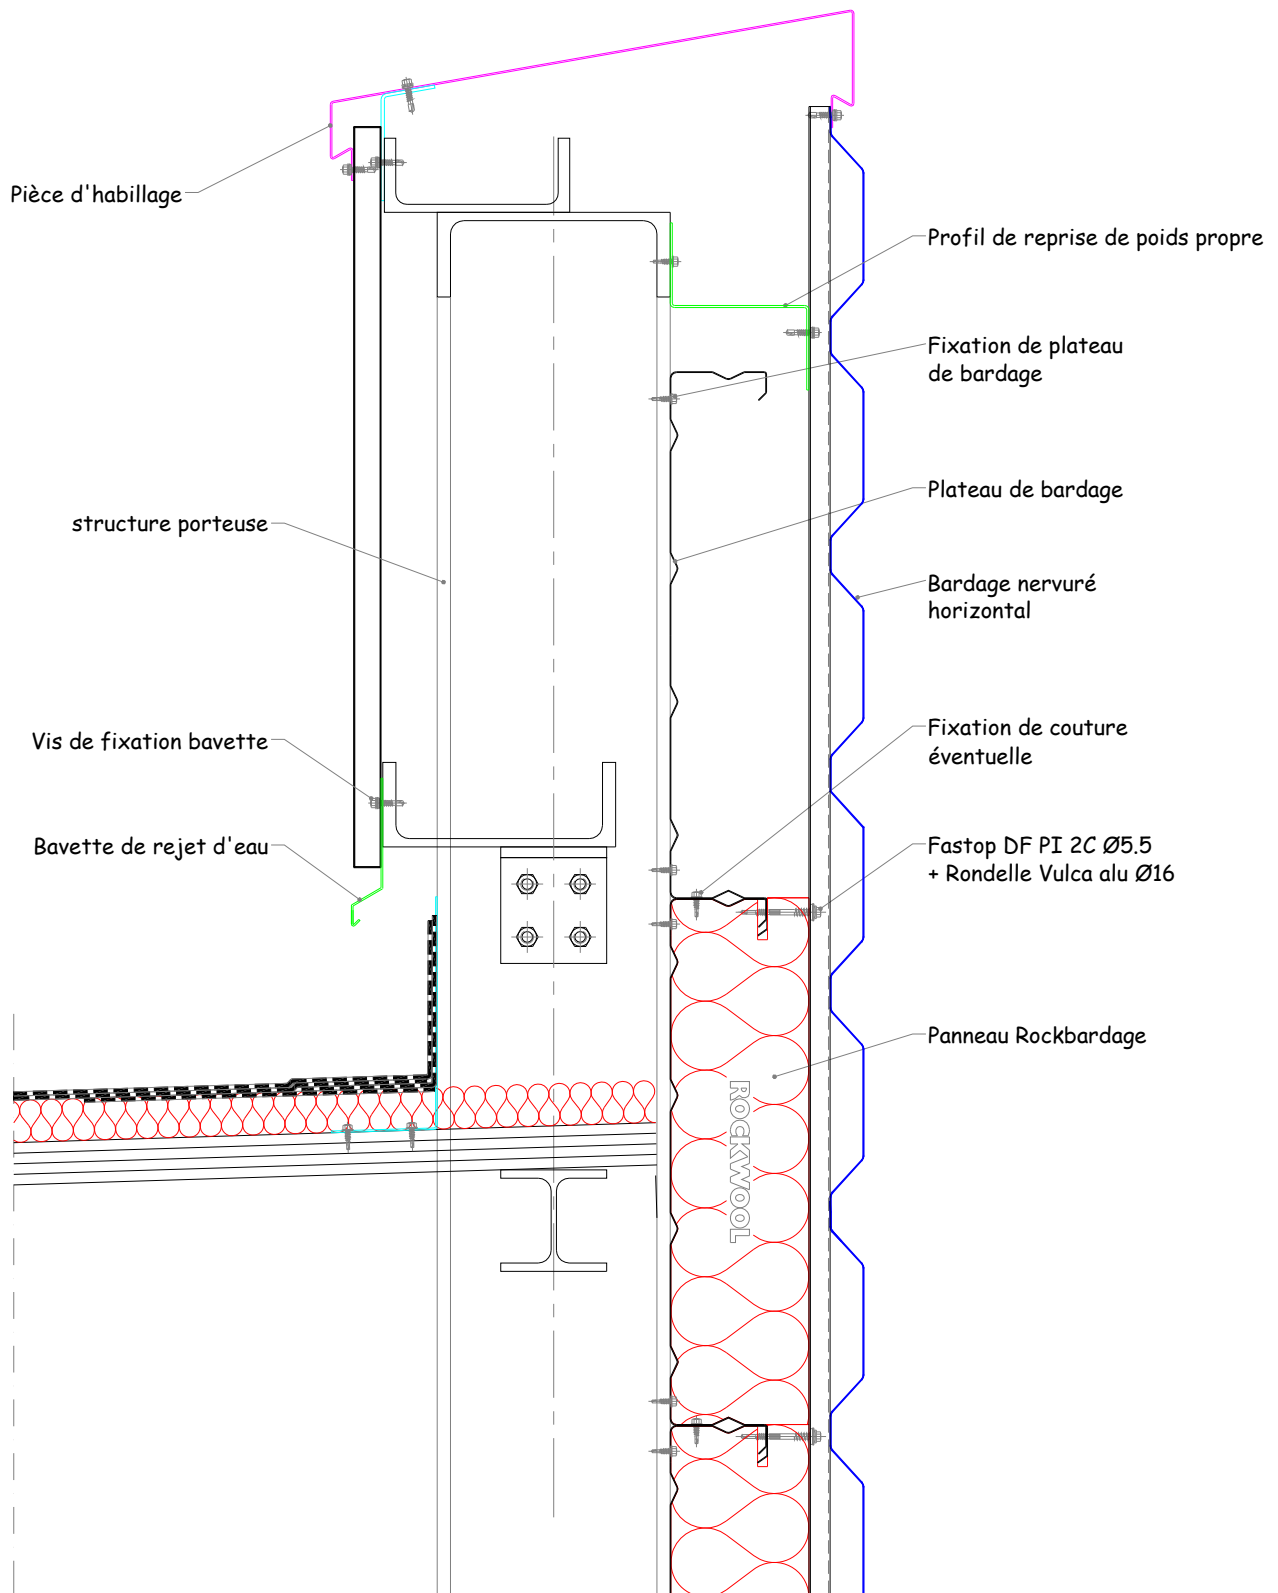 Pièce d'habillage
Profil de reprise de poids propre
Fixation de plateau
de bardage
Plateau de bardage
structure porteuse
Bardage nervuré
horizontal
Vis de fixation bavette
Fixation de couture
éventuelle
Bavette de rejet d'eau
Fastop DF PI 2C Ø5.5
+ Rondelle Vulca alu Ø16
Panneau Rockbardage
ROCKWOOL